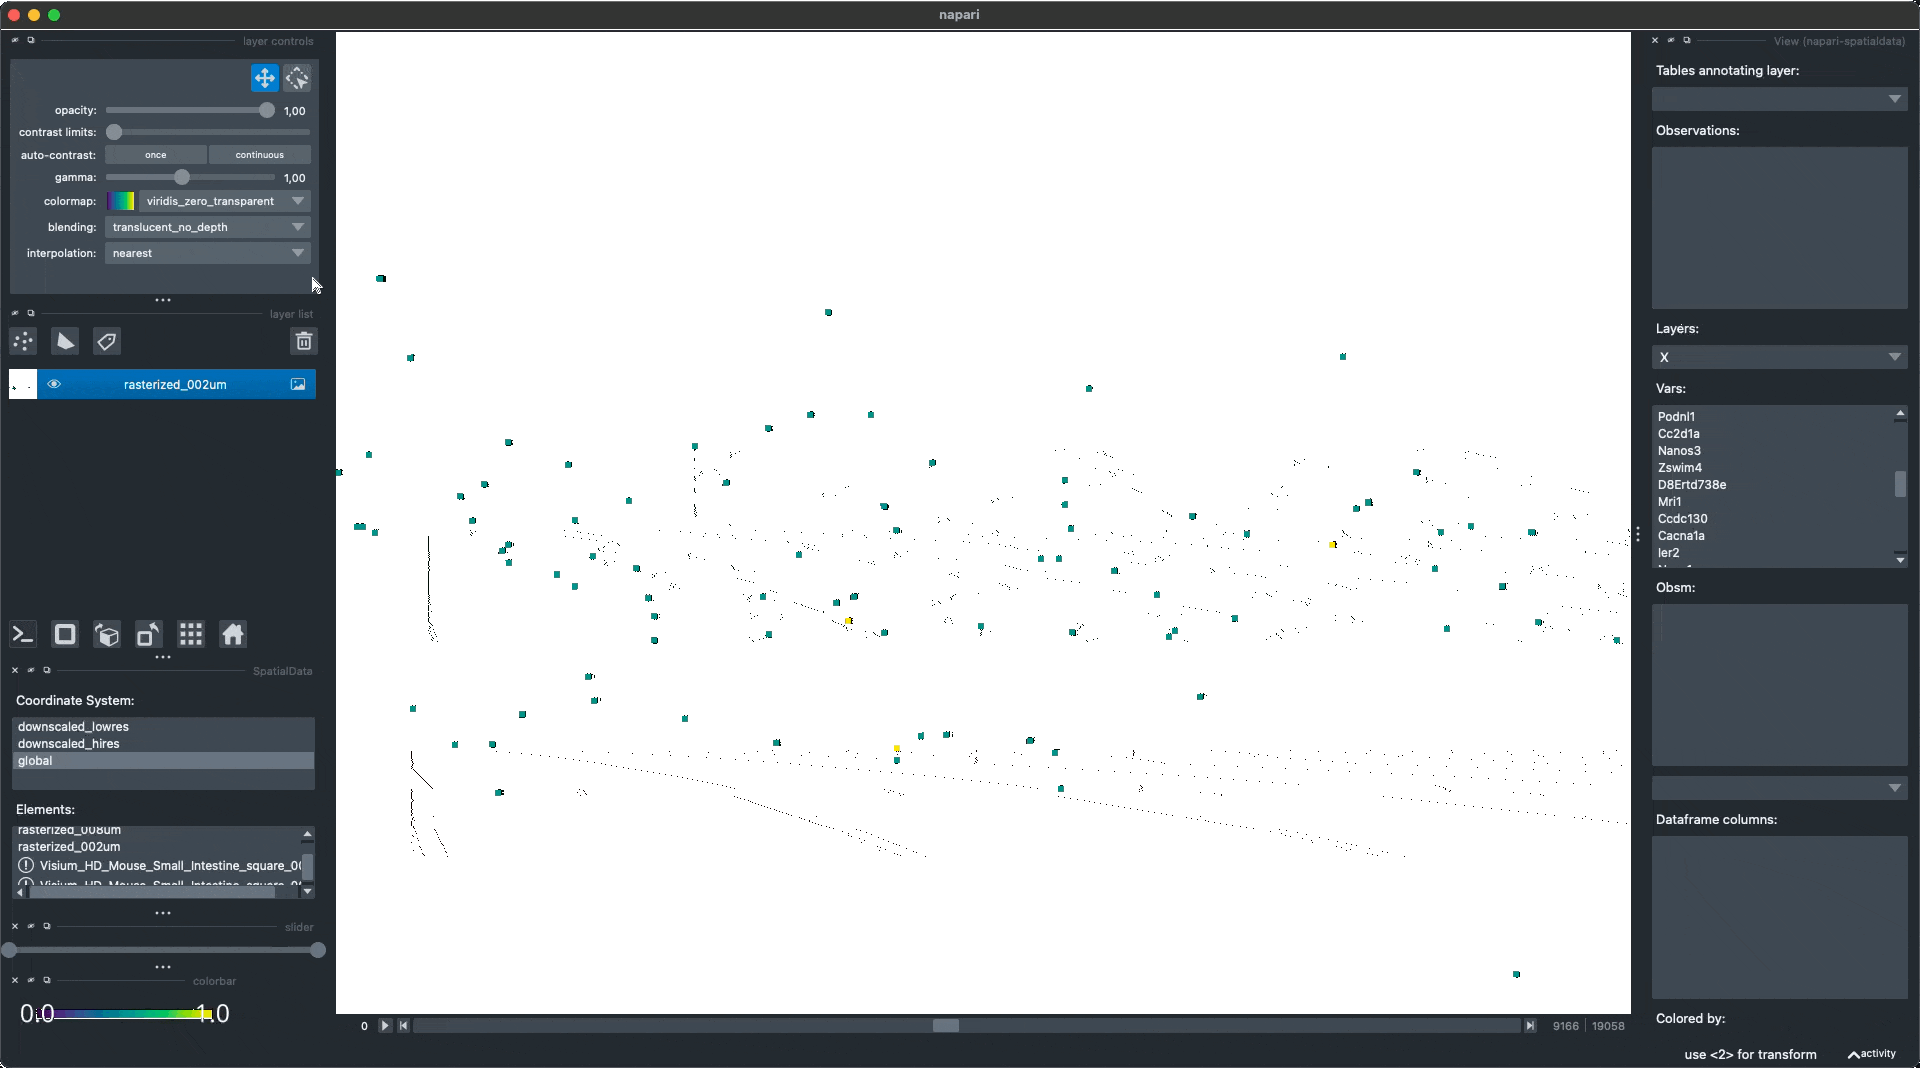 napari
layer controls
opacity: 1,00
contrast limits:
auto-contrast: once continuous
gamma: 1,00
colormap: viridis_zero_transparent
blending: translucent_no_depth
interpolation: nearest
layer list
rasterized_002um
SpatialData
Coordinate System:
downscaled_lowres
downscaled_hires
global
Elements:
rasterized_008um
rasterized_002um
Visium_HD_Mouse_Small_Intestine_square_00
slider
colorbar
0.0 1.0
0 9166 19058
View (napari-spatialdata)
Tables annotating layer:
Observations:
Layers:
X
Vars:
Podnl1
Cc2d1a
Nanos3
Zswim4
D8Ertd738e
Mri1
Ccdc130
Cacna1a
Ier2
Obsm:
Dataframe columns:
Colored by:
use <2> for transform activity